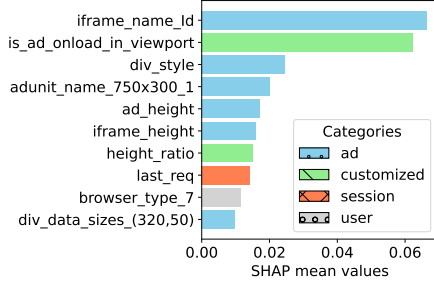 iframe_name_Id
is_ad_onload_in_viewport
div_style
adunit_name_750x300_1
ad_height
iframe_height
height_ratio
last_req
browser_type_7
div_data_sizes_(320,50)
Categories
ad
customized
session
user
0.00 0.02 0.04 0.06
SHAP mean values